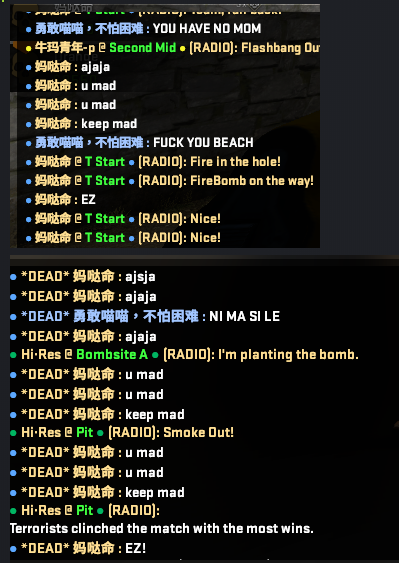 勇敢喵喵，不怕困难 : YOU HAVE NO MOM
牛玛青年-p @ Second Mid ● (RADIO): Flashbang Ou
妈哒命 : ajaja
妈哒命 : u mad
妈哒命 : u mad
妈哒命 : keep mad
勇敢喵喵，不怕困难 : FUCK YOU BEACH
妈哒命 @ T Start ● (RADIO): Fire in the hole!
妈哒命 @ T Start ● (RADIO): FireBomb on the way!
妈哒命 : EZ
妈哒命 @ T Start ● (RADIO): Nice!
妈哒命 @ T Start ● (RADIO): Nice!
*DEAD* 妈哒命 : ajsja
*DEAD* 妈哒命 : ajaja
*DEAD* 勇敢喵喵，不怕困难 : NI MA SI LE
*DEAD* 妈哒命 : ajaja
Hi·Res @ Bombsite A ● (RADIO): I'm planting the bomb.
*DEAD* 妈哒命 : u mad
*DEAD* 妈哒命 : u mad
*DEAD* 妈哒命 : keep mad
Hi·Res @ Pit ● (RADIO): Smoke Out!
*DEAD* 妈哒命 : u mad
*DEAD* 妈哒命 : u mad
*DEAD* 妈哒命 : keep mad
Hi·Res @ Pit ● (RADIO):
Terrorists clinched the match with the most wins.
*DEAD* 妈哒命 : EZ!